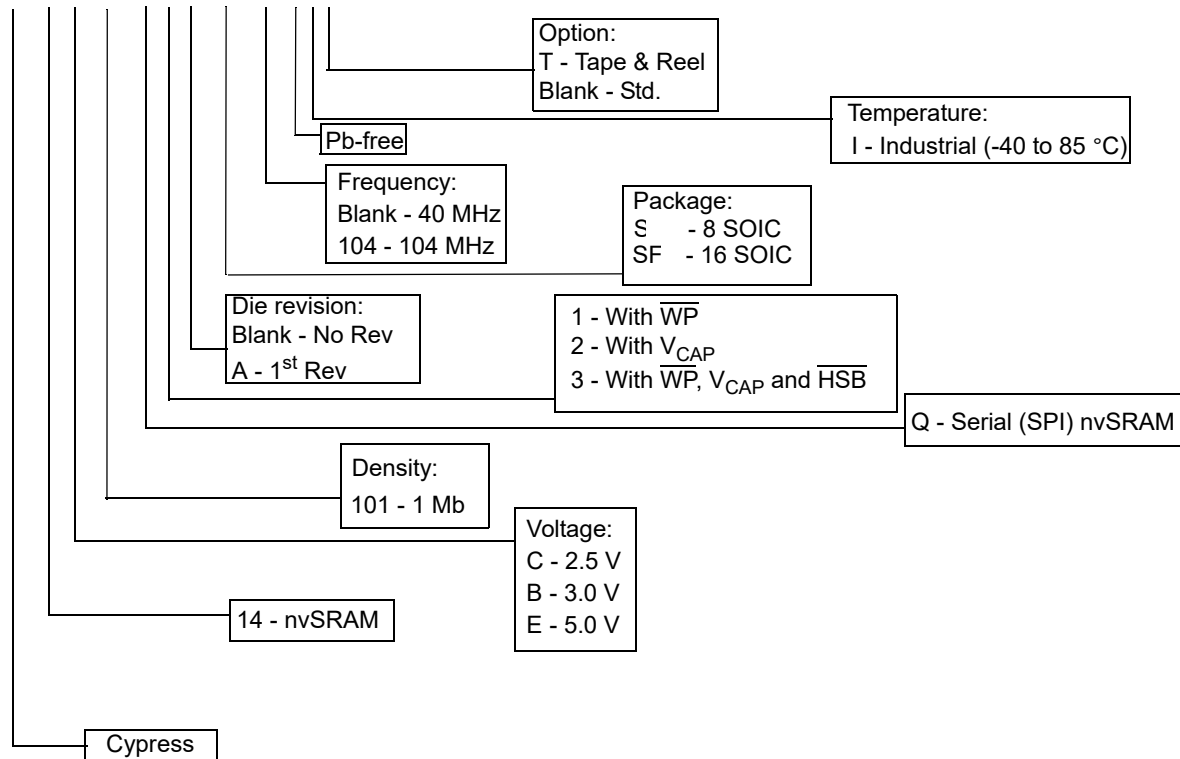 Option:
T - Tape & Reel
Blank - Std.
Temperature:
I - Industrial (-40 to 85 °C)
Pb-free
Frequency:
Blank - 40 MHz
104 - 104 MHz
Package:
S - 8 SOIC
SF - 16 SOIC
Die revision:
Blank - No Rev
A - 1st Rev
1 - With W̅P̅
2 - With VCAP
3 - With W̅P̅, VCAP and H̅S̅B̅
Q - Serial (SPI) nvSRAM
Density:
101 - 1 Mb
Voltage:
C - 2.5 V
B - 3.0 V
E - 5.0 V
14 - nvSRAM
Cypress